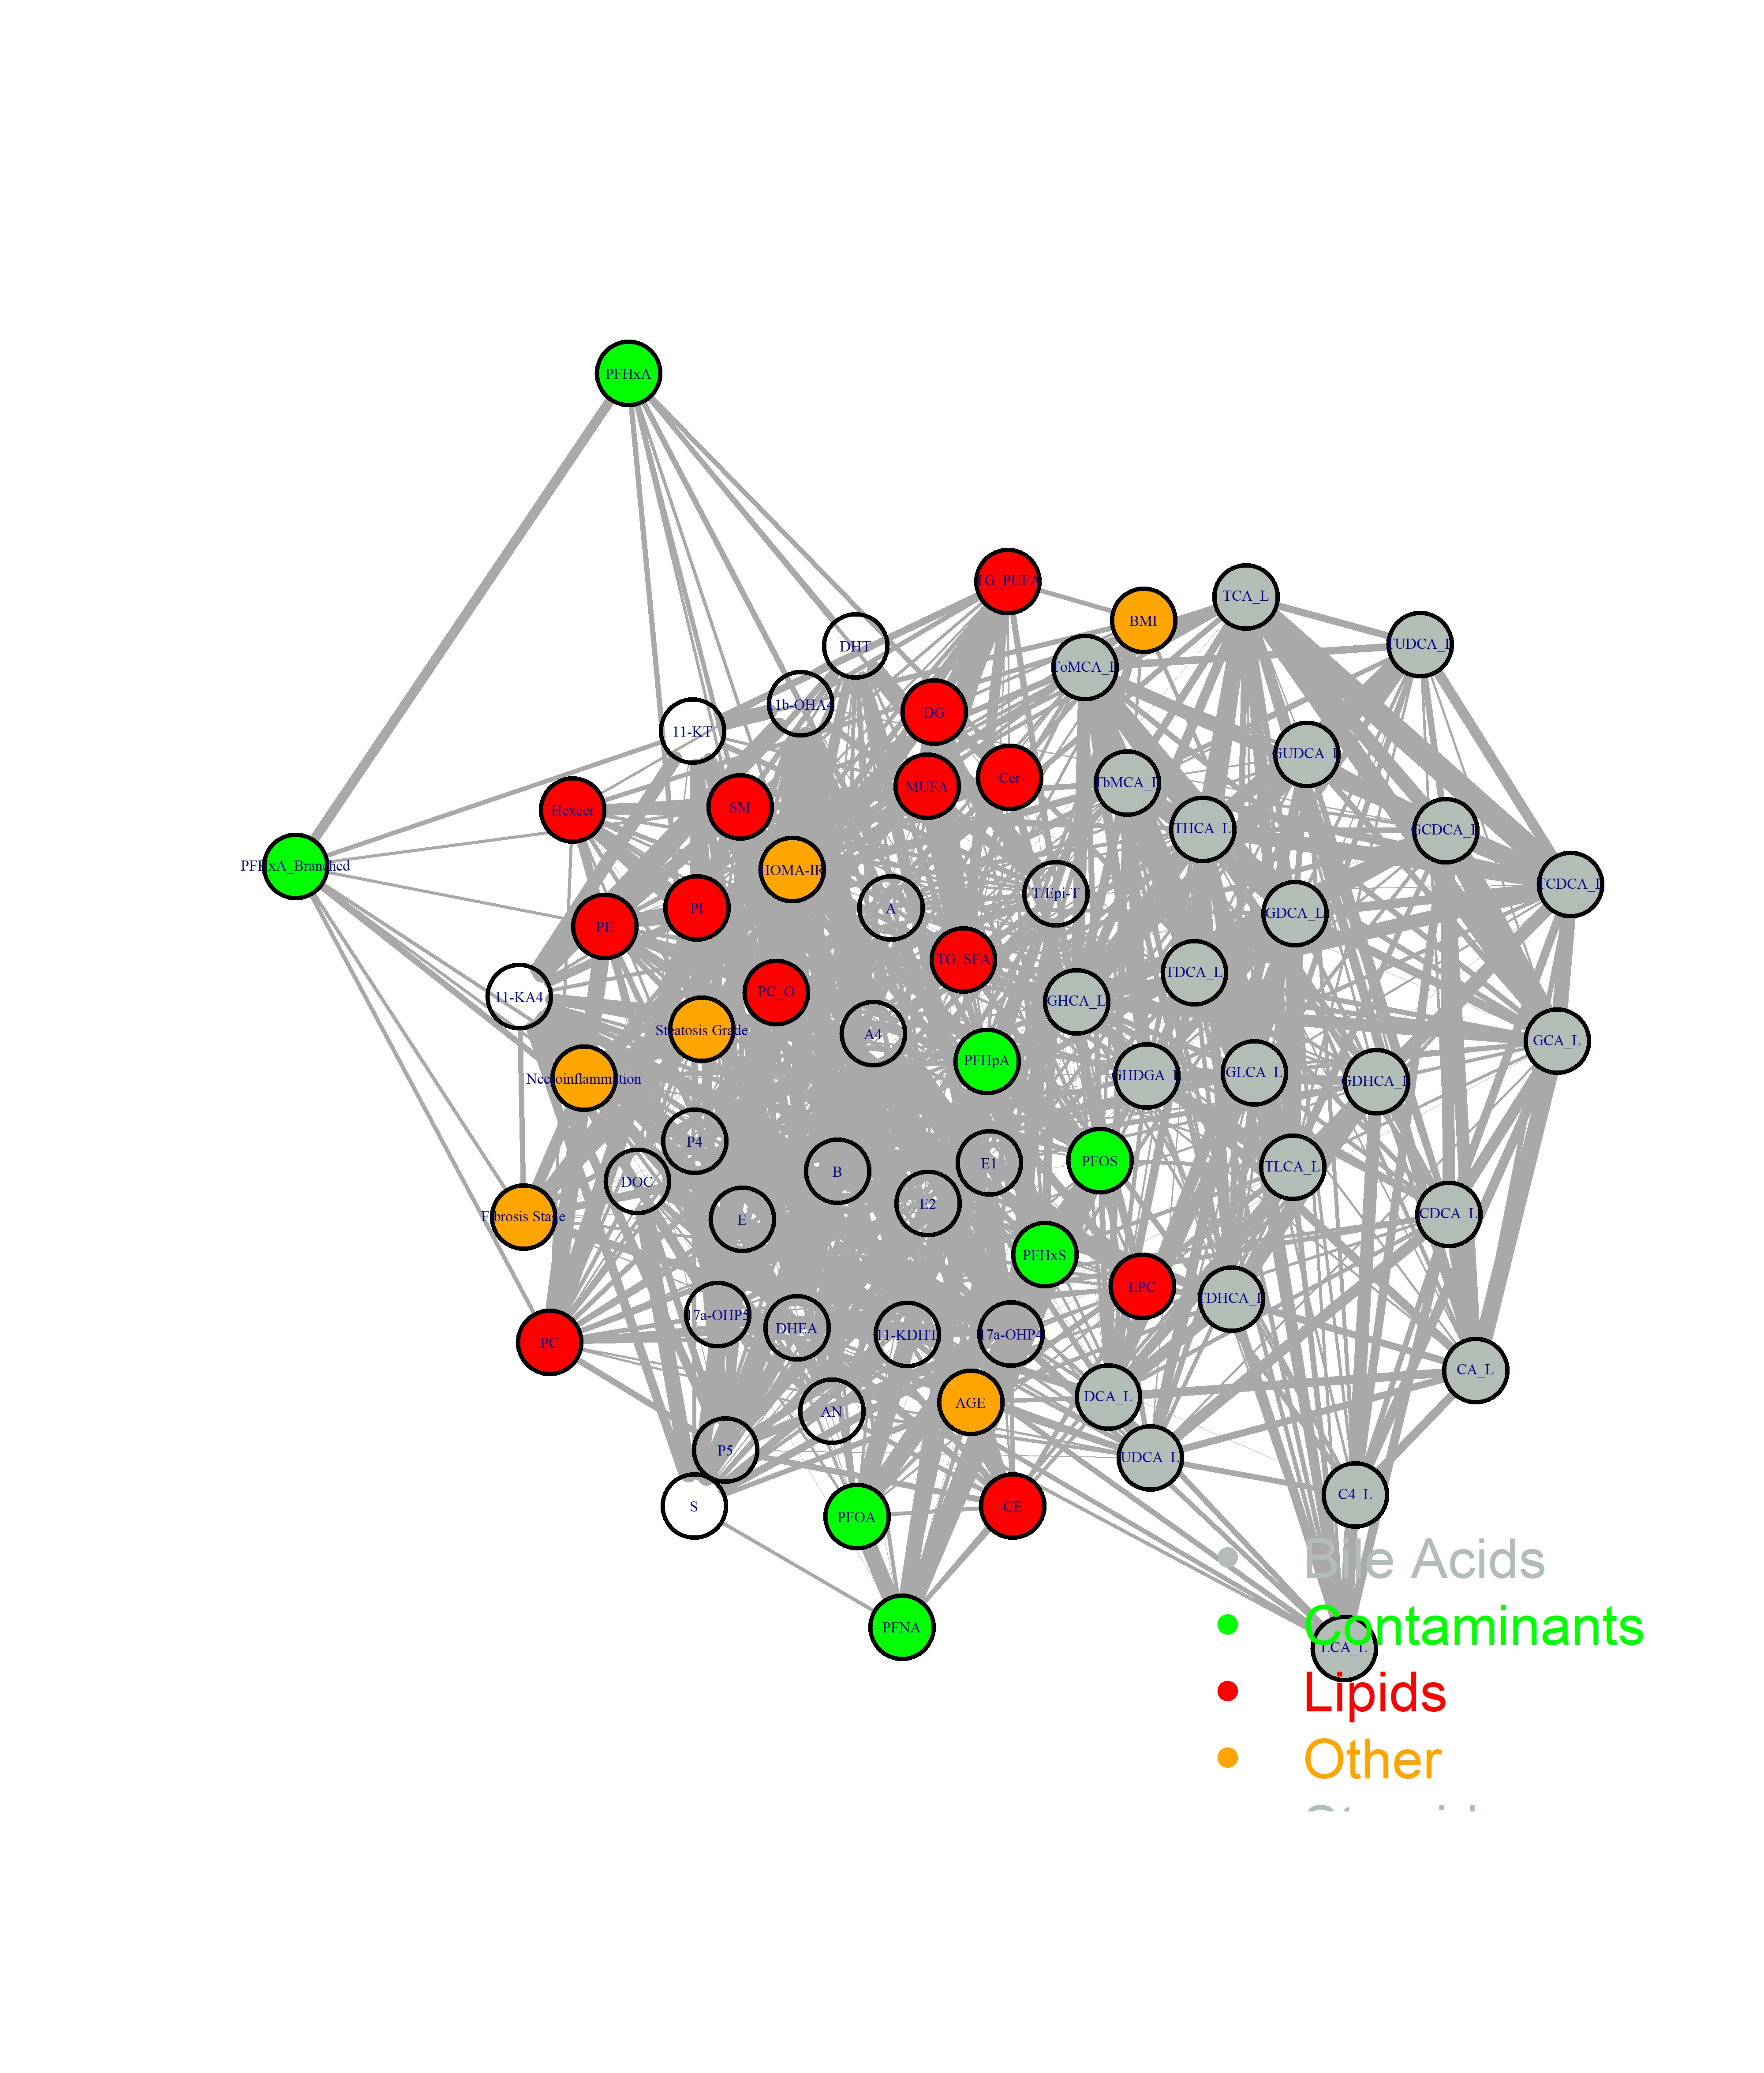 PFHxA
TG_PUFA
TCA_L
BMI
TUDCA_L
DHT
ToMCA_L
11b-OHA4
DG
11-KT
GUDCA_L
Cer
TbMCA_L
MUFA
SM
Hexcer
THCA_L
GCDCA_L
PFHxA_Branched
HOMA-IR
TCDCA_L
T/Epi-T
PI
A
GDCA_L
PE
TG_SFA
TDCA_L
PC_O
11-KA4
GHCA_L
Steatosis Grade
A4
GCA_L
PFHpA
GLCA_L
GHDGA_L
Necroinflammation
GDHCA_L
P4
PFOS
E1
TLCA_L
B
DOC
E2
CDCA_L
Fibrosis Stage
E
PFHxS
LPC
TDHCA_L
17a-OHP5
DHEA
11-KDHT
17a-OHP4
PC
CA_L
DCA_L
AGE
AN
P5
UDCA_L
C4_L
S
CE
PFOA
Bile Acids
Contaminants
PFNA
LCA_L
Lipids
Other